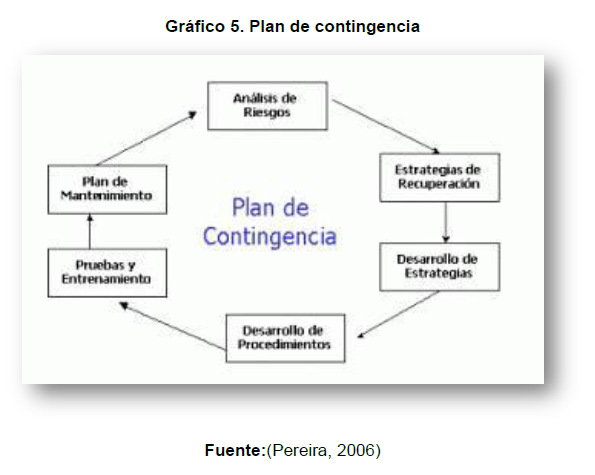 Gráfico 5. Plan de contingencia
Análisis de
Riesgos
Estrategias de
Recuperación
Desarrollo de
Estrategias
Desarrollo de
Procedimientos
Pruebas y
Entrenamiento
Plan de
Mantenimiento
Plan de
Contingencia
Fuente:(Pereira, 2006)